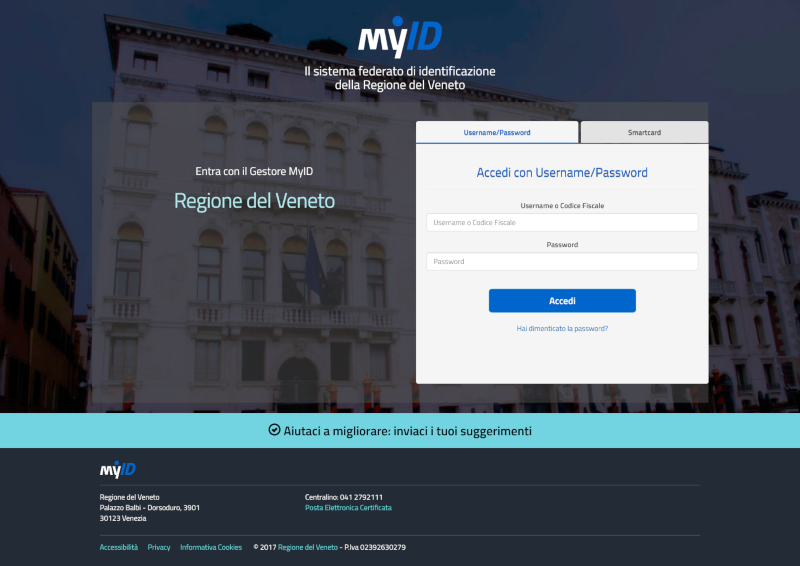 myID
Il sistema federato di identificazione
della Regione del Veneto
Entra con il Gestore MyID
Regione del Veneto
Username/Password
Smartcard
Accedi con Username/Password
Username o Codice Fiscale
Username o Codice Fiscale
Password
Password
Accedi
Hai dimenticato la password?
Aiutaci a migliorare: inviaci i tuoi suggerimenti
myID
Regione del Veneto
Palazzo Balbi - Dorsoduro, 3901
30123 Venezia
Centralino: 041 2792111
Posta Elettronica Certificata
Accessibilità Privacy Informativa Cookies © 2017 Regione del Veneto - P.Iva 02392630279